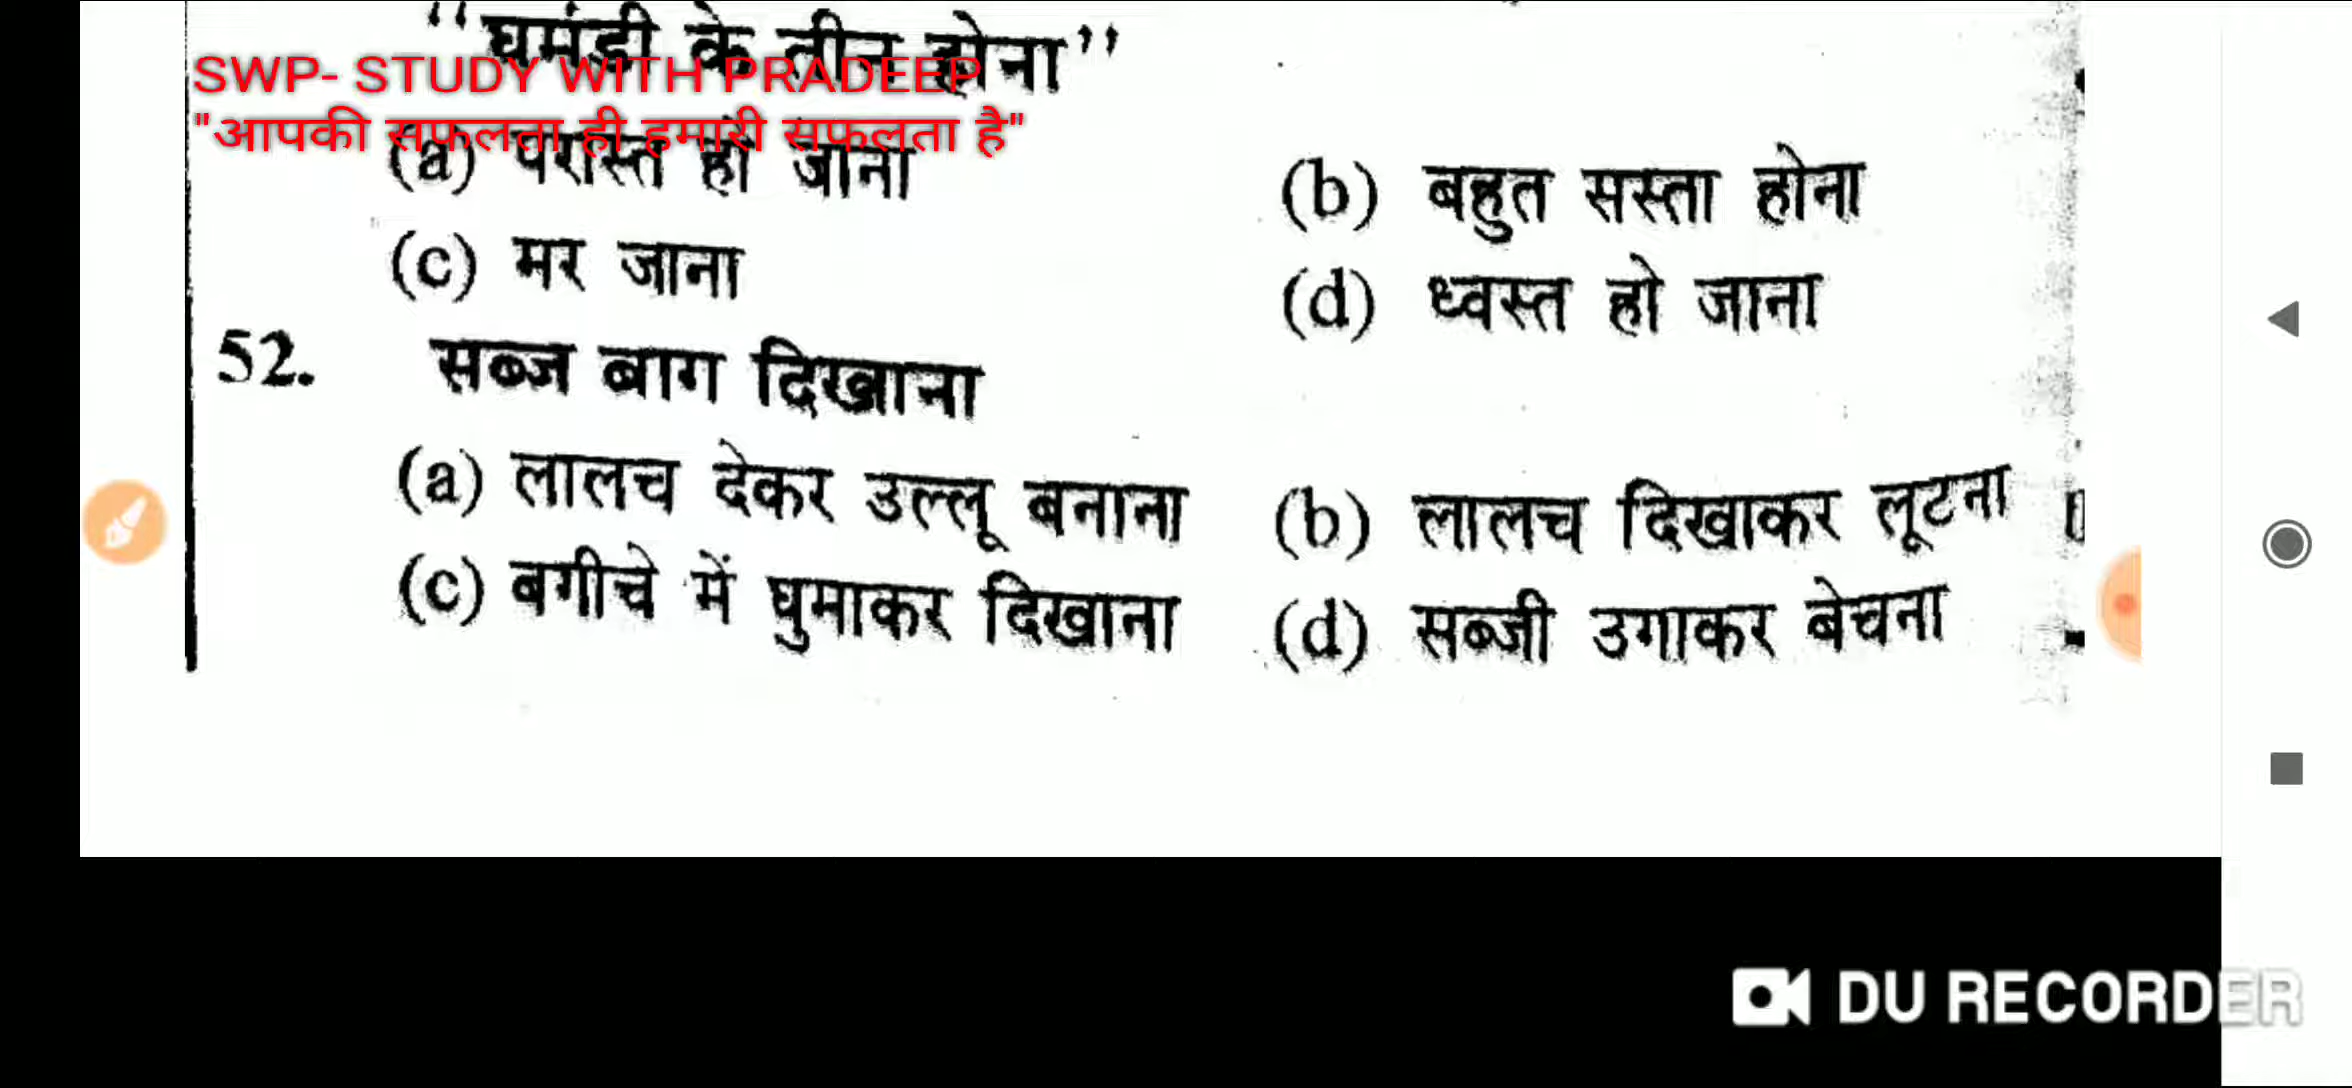 “घमंडी के तीन होना”
SWP- STUDY WITH PRADEEP
"आपकी सफलता ही हमारी सफलता है"
(a) परास्त हो जाना (b) बहुत सस्ता होना
(c) मर जाना (d) ध्वस्त हो जाना
52. सब्ज बाग दिखाना
(a) लालच देकर उल्लू बनाना (b) लालच दिखाकर लूटना
(c) बगीचे में घुमाकर दिखाना (d) सब्जी उगाकर बेचना
DU RECORDER